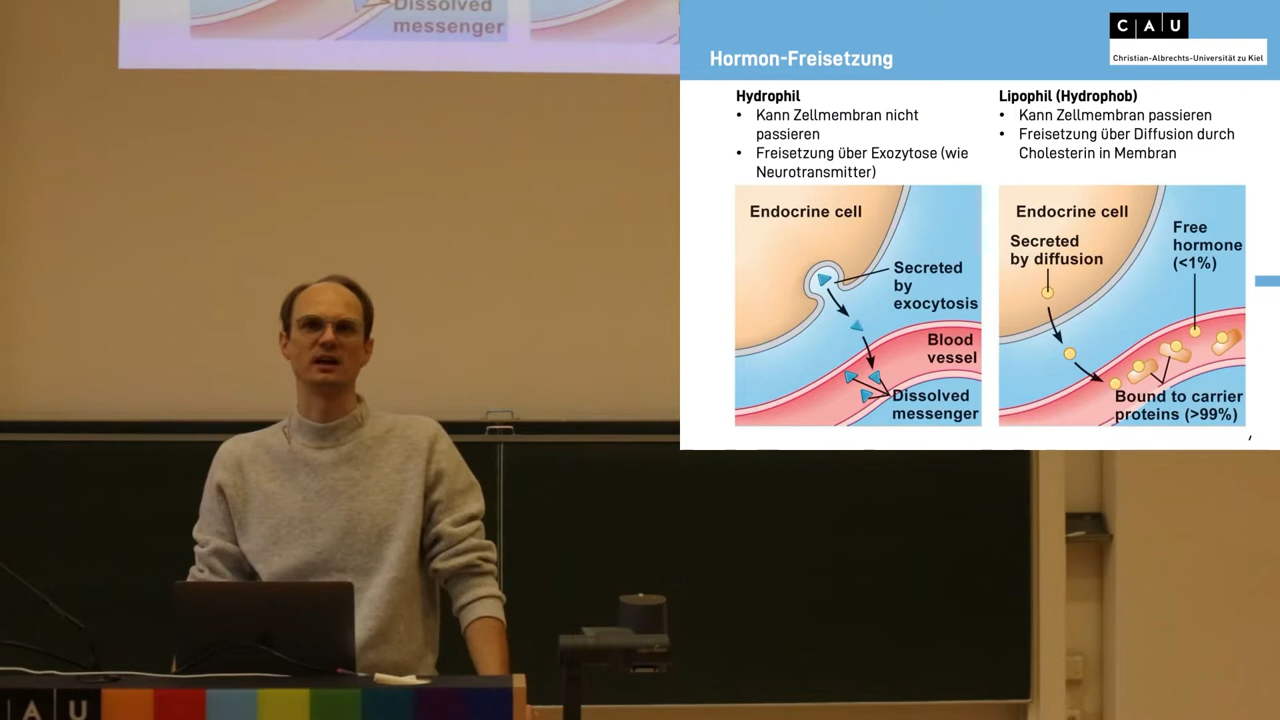 Dissolved
messenger
Hormon-Freisetzung
C A U
Christian-Albrechts-Universität zu Kiel
Hydrophil
• Kann Zellmembran nicht
passieren
• Freisetzung über Exozytose (wie
Neurotransmitter)
Lipophil (Hydrophob)
• Kann Zellmembran passieren
• Freisetzung über Diffusion durch
Cholesterin in Membran
Endocrine cell
Secreted
by
exocytosis
Blood
vessel
Dissolved
messenger
Endocrine cell
Secreted
by diffusion
Free
hormone
(<1%)
Bound to carrier
proteins (>99%)
A U